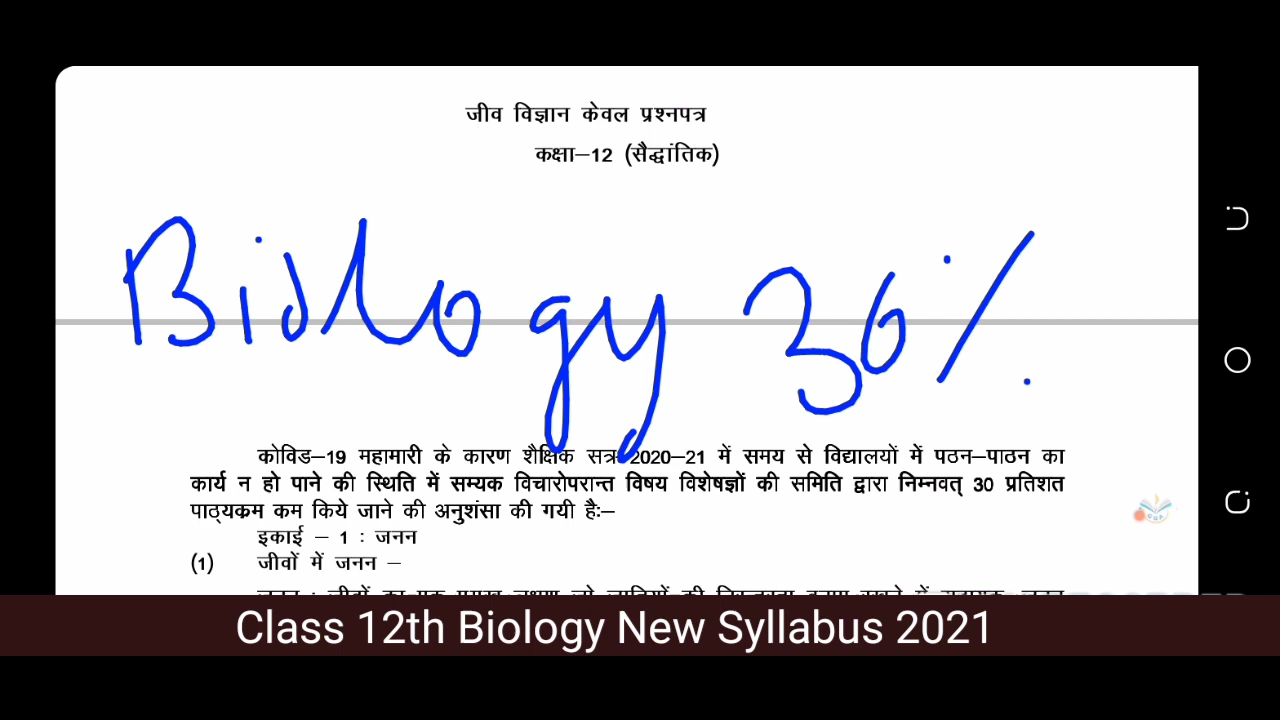 जीव विज्ञान केवल प्रश्नपत्र
कक्षा–12 (सैद्धांतिक)
Biology 30%
कोविड–19 महामारी के कारण शैक्षिक सत्र 2020–21 में समय से विद्यालयों में पठन–पाठन का
कार्य न हो पाने की स्थिति में सम्यक विचारोपरान्त विषय विशेषज्ञों की समिति द्वारा निम्नवत् 30 प्रतिशत
पाठ्यक्रम कम किये जाने की अनुशंसा की गयी हैः–
इकाई – 1 : जनन
(1) जीवों में जनन –
Class 12th Biology New Syllabus 2021